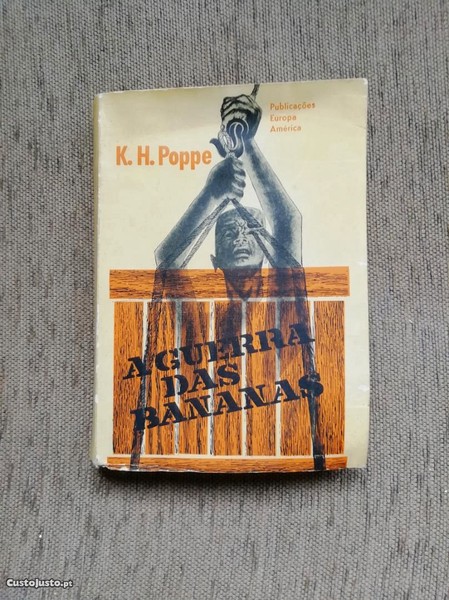 Publicações
Europa
América
K. H. Poppe
A GUERRA
DAS
BANANAS
Custojusto.pt